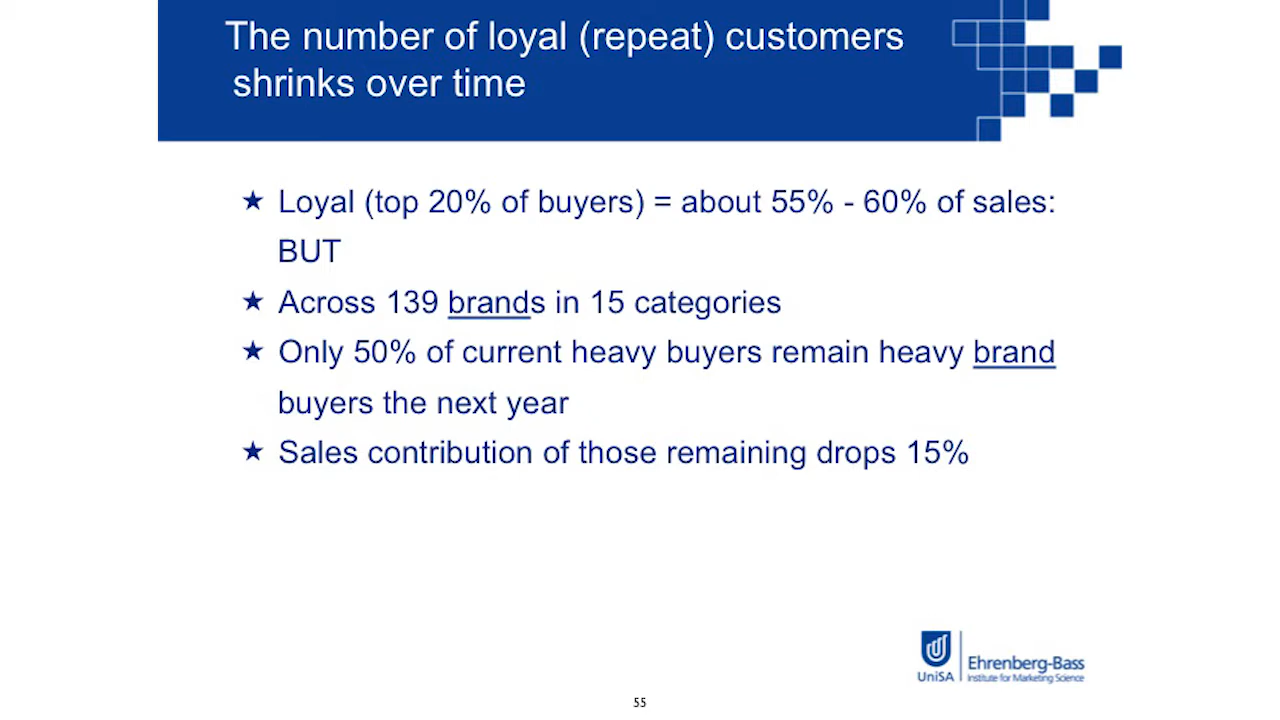 The number of loyal (repeat) customers
shrinks over time
★ Loyal (top 20% of buyers) = about 55% - 60% of sales:
BUT
★ Across 139 brands in 15 categories
★ Only 50% of current heavy buyers remain heavy brand
buyers the next year
★ Sales contribution of those remaining drops 15%
UniSA
Ehrenberg-Bass
Institute for Marketing Science
55